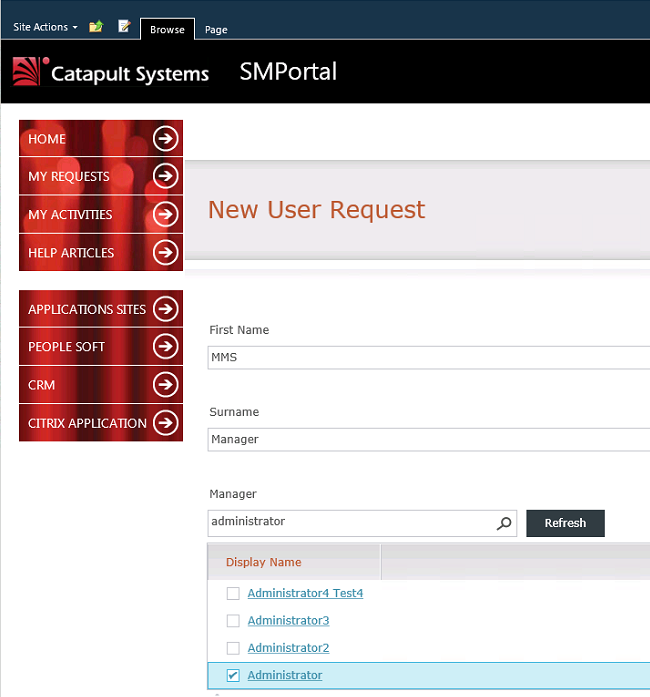 Site Actions Browse Page
Catapult Systems SMPortal
HOME
MY REQUESTS
MY ACTIVITIES
HELP ARTICLES
APPLICATIONS SITES
PEOPLE SOFT
CRM
CITRIX APPLICATION
New User Request
First Name
MMS
Surname
Manager
Manager
administrator Refresh
Display Name
Administrator4 Test4
Administrator3
Administrator2
Administrator